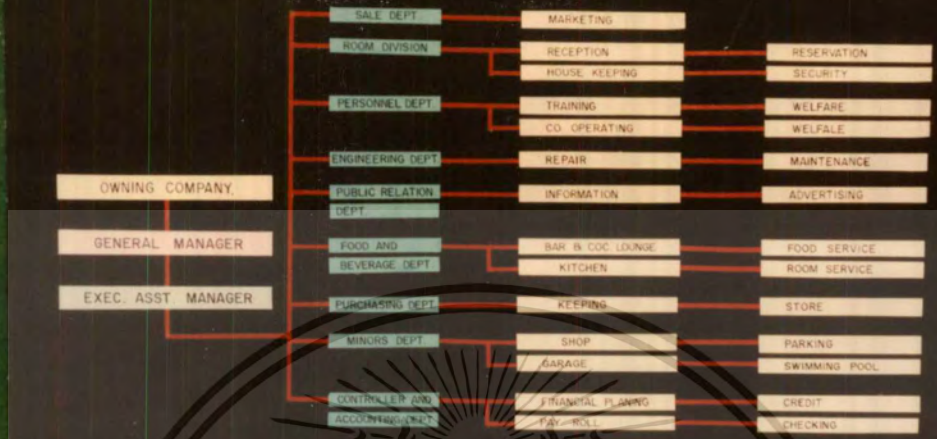 SALE DEPT.
MARKETING
ROOM DIVISION
RECEPTION
RESERVATION
HOUSE KEEPING
SECURITY
PERSONNEL DEPT.
TRAINING
WELFARE
CO. OPERATING
WELFALE
ENGINEERING DEPT.
REPAIR
MAINTENANCE
OWNING COMPANY.
PUBLIC RELATION
DEPT.
INFORMATION
ADVERTISING
GENERAL MANAGER
FOOD AND
BEVERAGE DEPT.
BAR & COC. LOUNGE
FOOD SERVICE
KITCHEN
ROOM SERVICE
EXEC. ASST. MANAGER
PURCHASING DEPT.
KEEPING
STORE
MINORS DEPT.
SHOP
PARKING
GARAGE
SWIMMING POOL
CONTROLLER AND
ACCOUNTING DEPT.
FINANCIAL PLANING
CREDIT
PAY ROLL
CHECKING